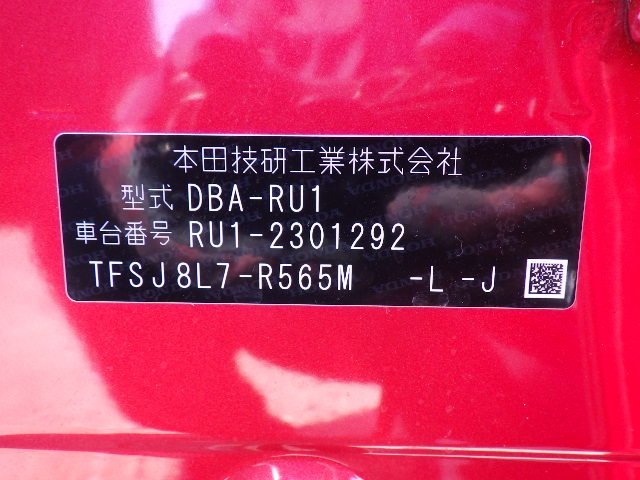 本田技研工業株式会社
型式 DBA-RU1
車台番号 RU1-2301292
TFSJ8L7-R565M -L -J